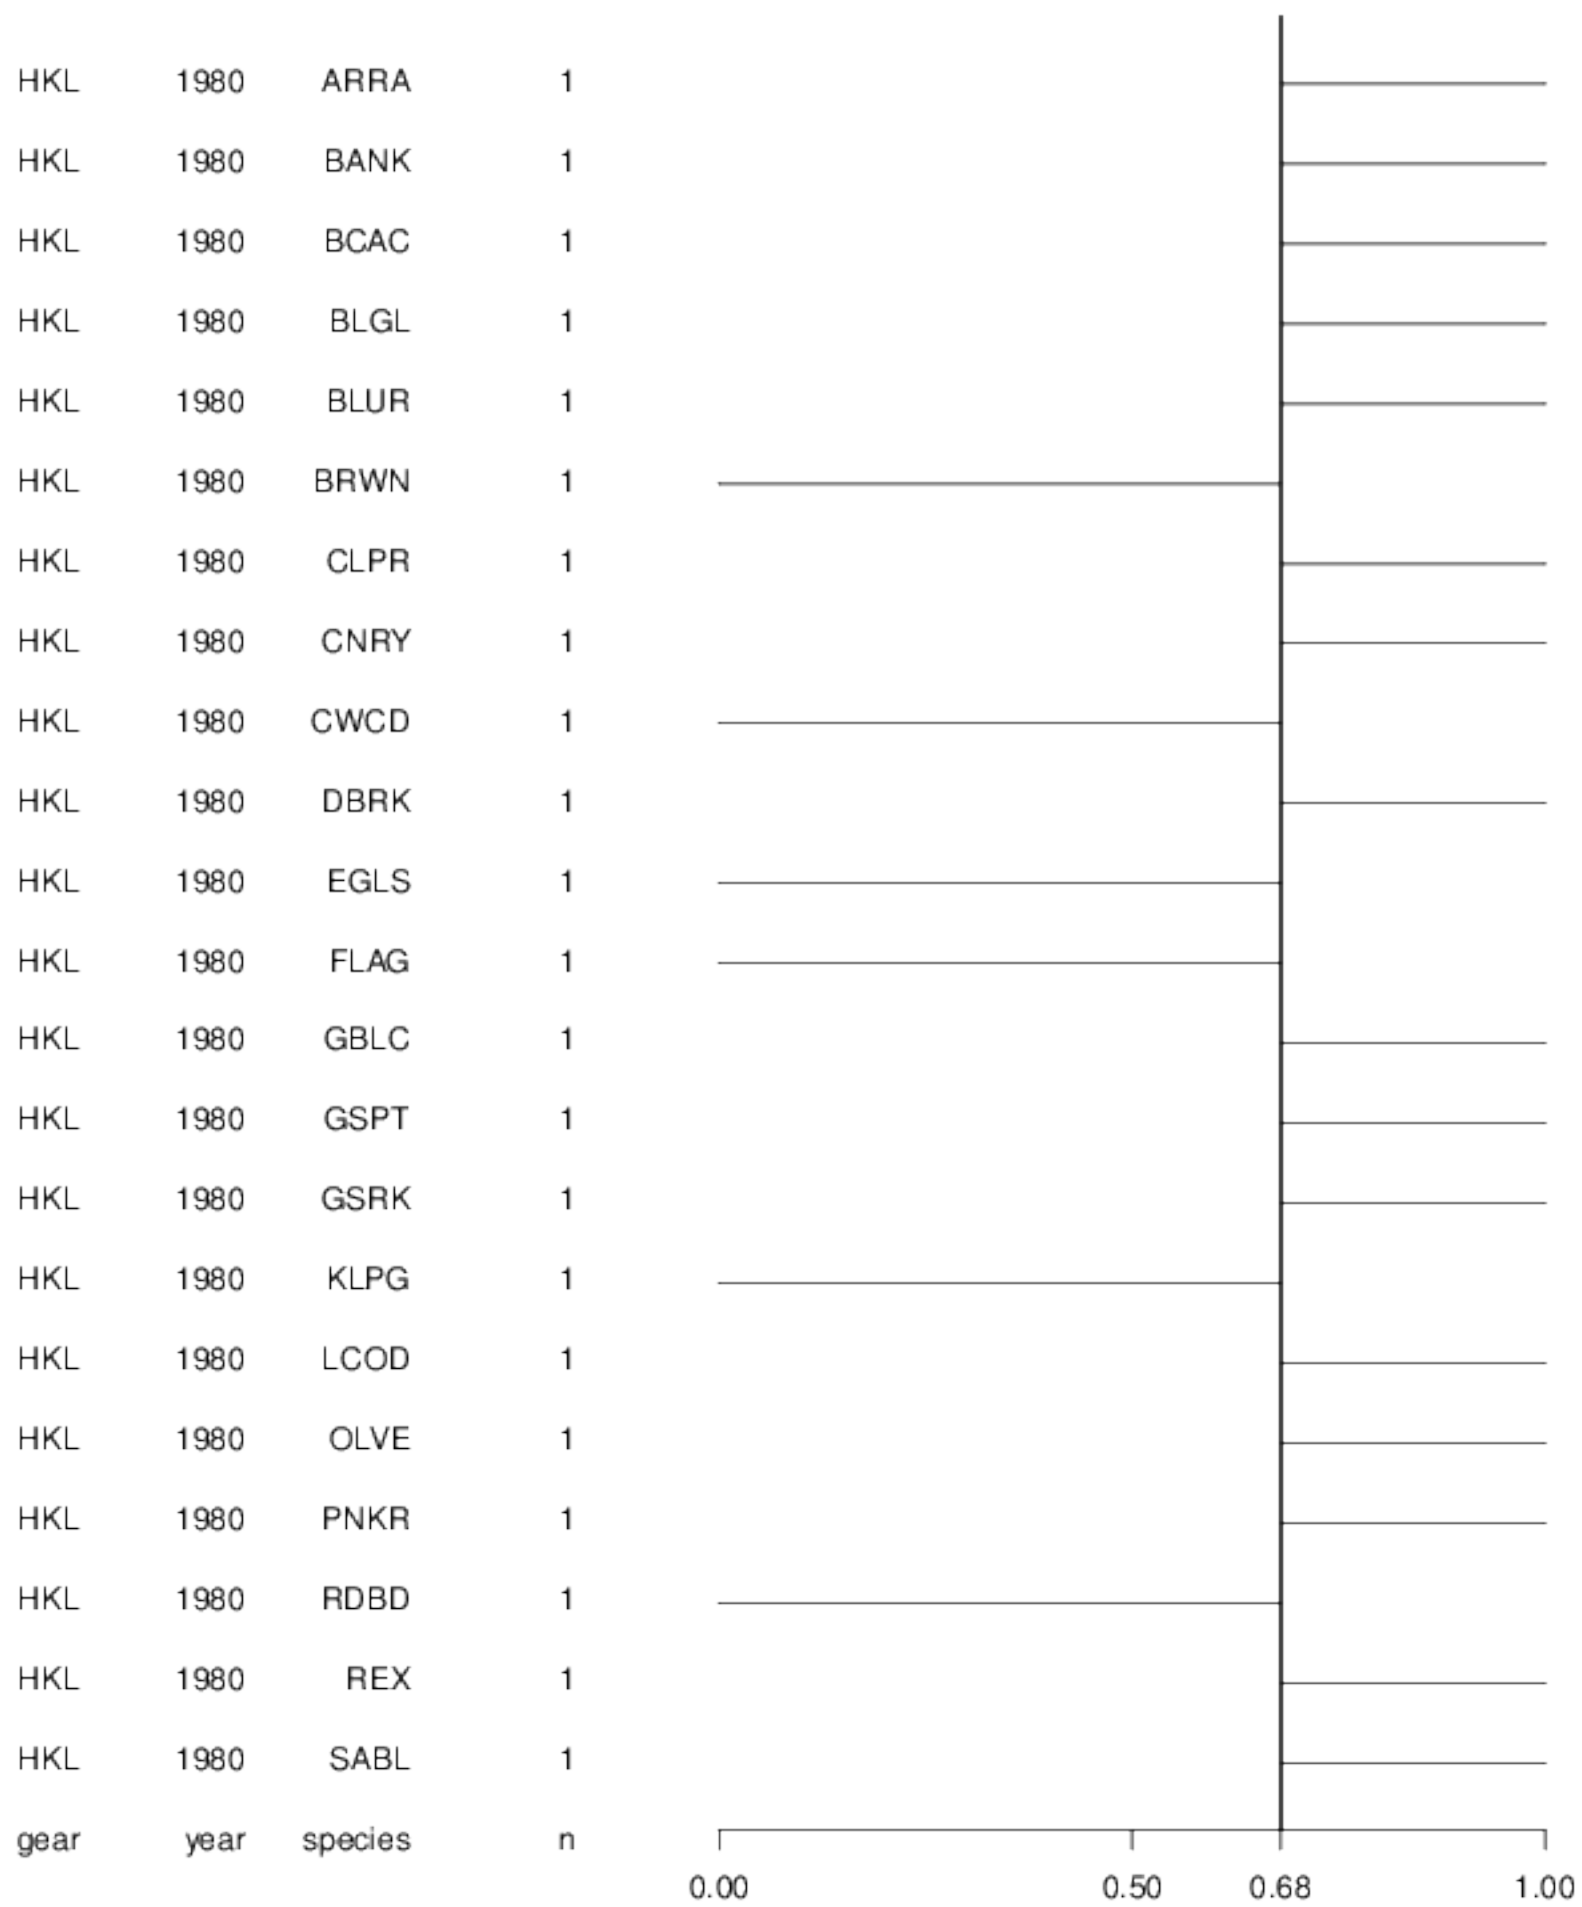 HKL 1980 ARRA 1
HKL 1980 BANK 1
HKL 1980 BCAC 1
HKL 1980 BLGL 1
HKL 1980 BLUR 1
HKL 1980 BRWN 1
HKL 1980 CLPR 1
HKL 1980 CNRY 1
HKL 1980 CWCD 1
HKL 1980 DBRK 1
HKL 1980 EGLS 1
HKL 1980 FLAG 1
HKL 1980 GBLC 1
HKL 1980 GSPT 1
HKL 1980 GSRK 1
HKL 1980 KLPG 1
HKL 1980 LCOD 1
HKL 1980 OLVE 1
HKL 1980 PNKR 1
HKL 1980 RDBD 1
HKL 1980 REX 1
HKL 1980 SABL 1
gear year species n
0.00 0.50 0.68 1.00